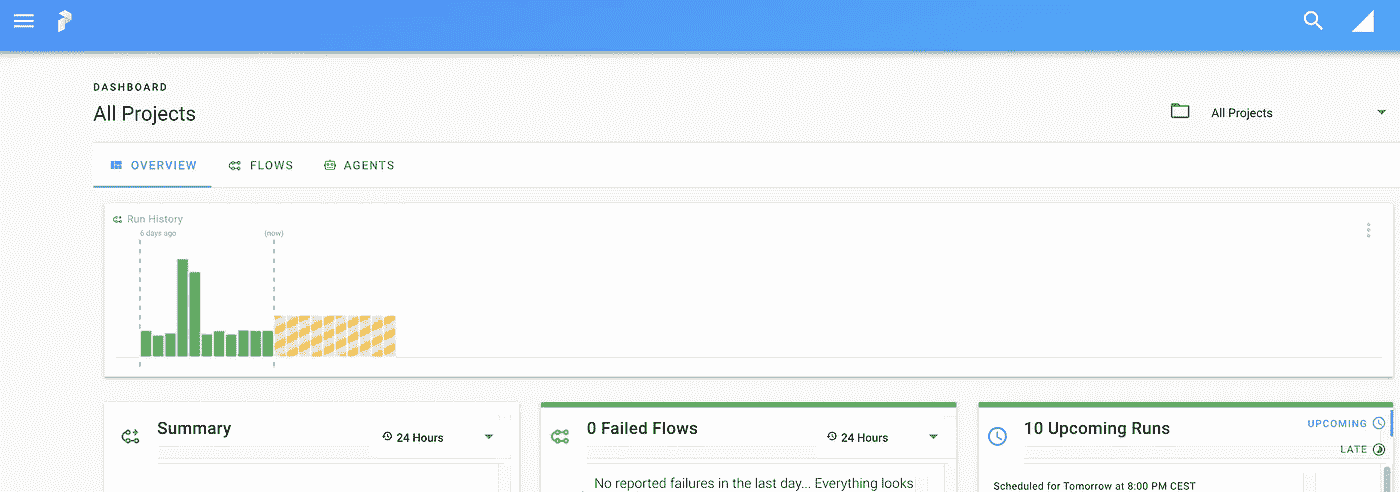 DASHBOARD
All Projects
All Projects
OVERVIEW
FLOWS
AGENTS
Run History
6 days ago
(now)
Summary
24 Hours
0 Failed Flows
24 Hours
No reported failures in the last day... Everything looks
10 Upcoming Runs
UPCOMING
LATE
Scheduled for Tomorrow at 8:00 PM CEST